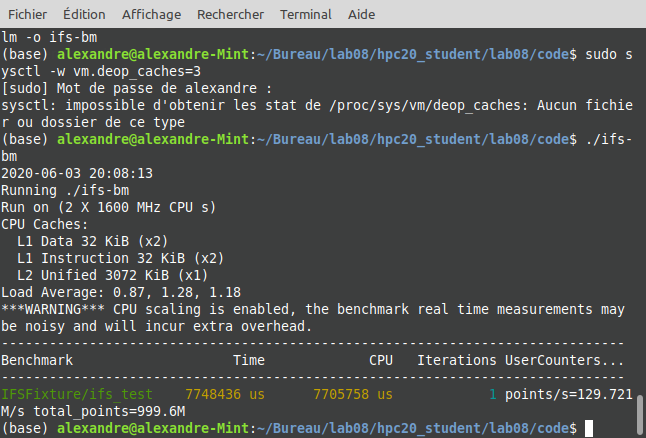 Fichier Édition Affichage Rechercher Terminal Aide
lm -o ifs-bm
(base) alexandre@alexandre-Mint:~/Bureau/lab08/hpc20_student/lab08/code$ sudo s
ysctl -w vm.deop_caches=3
[sudo] Mot de passe de alexandre :
sysctl: impossible d'obtenir les stat de /proc/sys/vm/deop_caches: Aucun fichie
r ou dossier de ce type
(base) alexandre@alexandre-Mint:~/Bureau/lab08/hpc20_student/lab08/code$ ./ifs-
bm
2020-06-03 20:08:13
Running ./ifs-bm
Run on (2 X 1600 MHz CPU s)
CPU Caches:
  L1 Data 32 KiB (x2)
  L1 Instruction 32 KiB (x2)
  L2 Unified 3072 KiB (x1)
Load Average: 0.87, 1.28, 1.18
***WARNING*** CPU scaling is enabled, the benchmark real time measurements may
be noisy and will incur extra overhead.
-----------------------------------------------------------------------------
Benchmark                   Time             CPU   Iterations UserCounters...
-----------------------------------------------------------------------------
IFSFixture/ifs_test    7748436 us      7705758 us            1 points/s=129.721
M/s total_points=999.6M
(base) alexandre@alexandre-Mint:~/Bureau/lab08/hpc20_student/lab08/code$